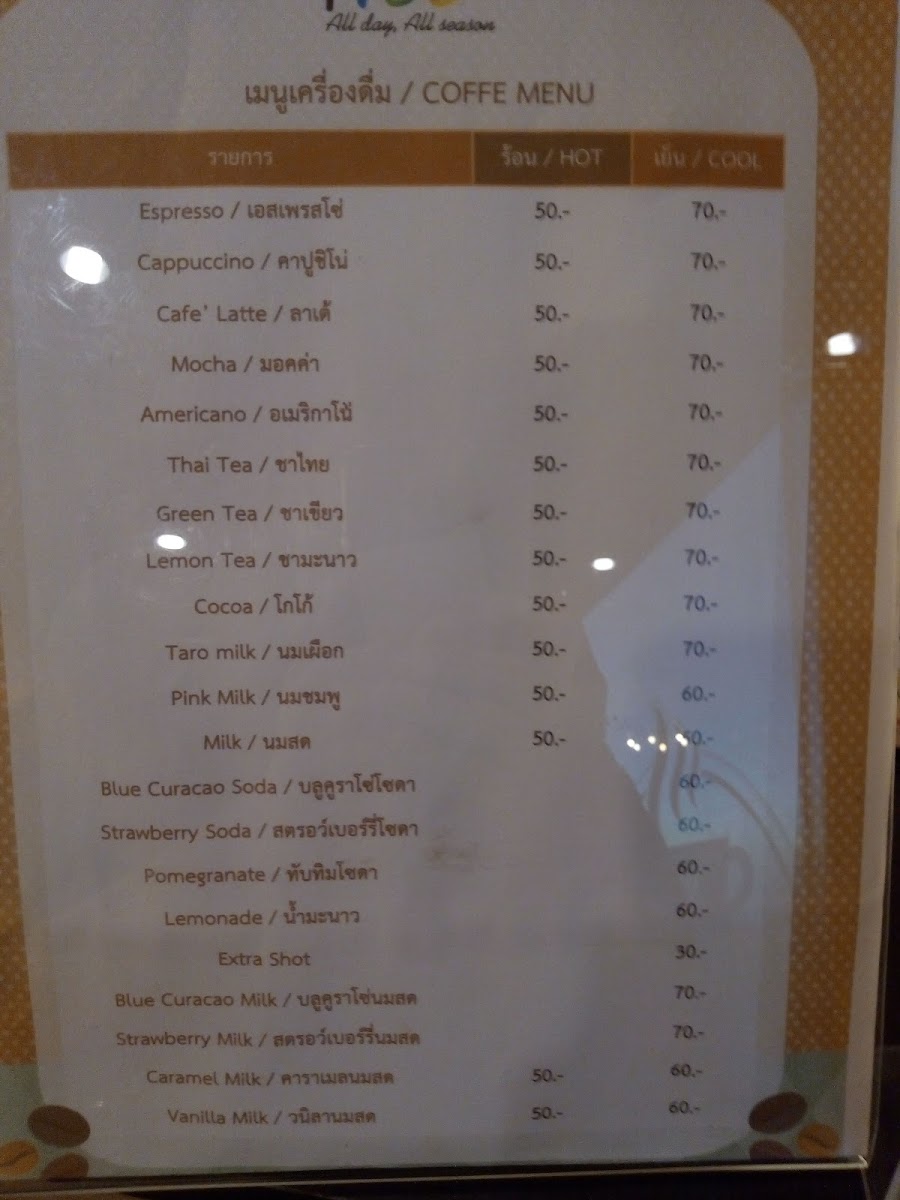 All day, All season
เมนูเครื่องดื่ม / COFFE MENU
รายการ ร้อน / HOT เย็น / COOL
Espresso / เอสเพรสโซ่ 50.- 70.-
Cappuccino / คาปูชิโน่ 50.- 70.-
Cafe' Latte / ลาเต้ 50.- 70.-
Mocha / มอคค่า 50.- 70.-
Americano / อเมริกาโน้ 50.- 70.-
Thai Tea / ชาไทย 50.- 70.-
Green Tea / ชาเขียว 50.- 70.-
Lemon Tea / ชามะนาว 50.- 70.-
Cocoa / โกโก้ 50.- 70.-
Taro milk / นมเผือก 50.- 70.-
Pink Milk / นมชมพู 50.- 60.-
Milk / นมสด 50.-
Blue Curacao Soda / บลูคูราโซ่โซดา 60.-
Strawberry Soda / สตรอว์เบอร์รี่โซดา 60.-
Pomegranate / ทับทิมโซดา 60.-
Lemonade / น้ำมะนาว 60.-
Extra Shot 30.-
Blue Curacao Milk / บลูคูราโซ่นมสด 70.-
Strawberry Milk / สตรอว์เบอร์รี่นมสด 70.-
Caramel Milk / คาราเมลนมสด 50.- 60.-
Vanilla Milk / วนิลานมสด 50.- 60.-